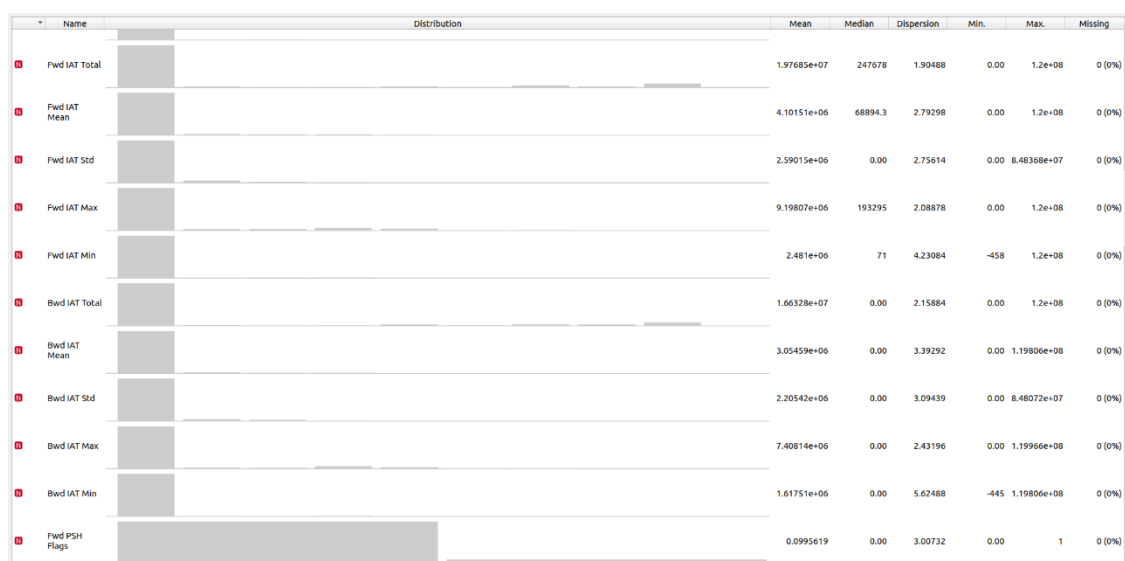 Name Distribution Mean Median Dispersion Min. Max. Missing
N Fwd IAT Total 1.97685e+07 247678 1.90488 0.00 1.2e+08 0 (0%)
N Fwd IAT Mean 4.10151e+06 68894.3 2.79298 0.00 1.2e+08 0 (0%)
N Fwd IAT Std 2.59015e+06 0.00 2.75614 0.00 8.48368e+07 0 (0%)
N Fwd IAT Max 9.19807e+06 193295 2.08878 0.00 1.2e+08 0 (0%)
N Fwd IAT Min 2.481e+06 71 4.23084 -458 1.2e+08 0 (0%)
N Bwd IAT Total 1.66328e+07 0.00 2.15884 0.00 1.2e+08 0 (0%)
N Bwd IAT Mean 3.05459e+06 0.00 3.39292 0.00 1.19806e+08 0 (0%)
N Bwd IAT Std 2.20542e+06 0.00 3.09439 0.00 8.48072e+07 0 (0%)
N Bwd IAT Max 7.40814e+06 0.00 2.43196 0.00 1.19966e+08 0 (0%)
N Bwd IAT Min 1.61751e+06 0.00 5.62488 -445 1.19806e+08 0 (0%)
N Fwd PSH Flags 0.0995619 0.00 3.00732 0.00 1 0 (0%)